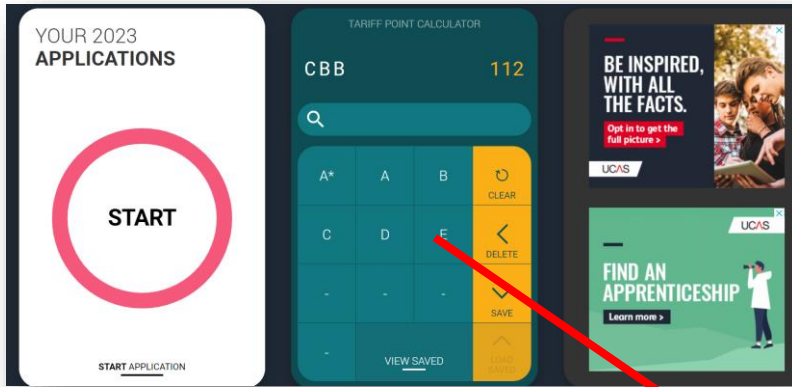 YOUR 2023
APPLICATIONS
START
START APPLICATION
TARIFF POINT CALCULATOR
CBB 112
A* A B
CLEAR
C D E
DELETE
- - -
SAVE
-
VIEW SAVED
LOAD
SAVED
BE INSPIRED,
WITH ALL
THE FACTS.
Opt in to get the
full picture >
UCAS
UCAS
FIND AN
APPRENTICESHIP
Learn more >